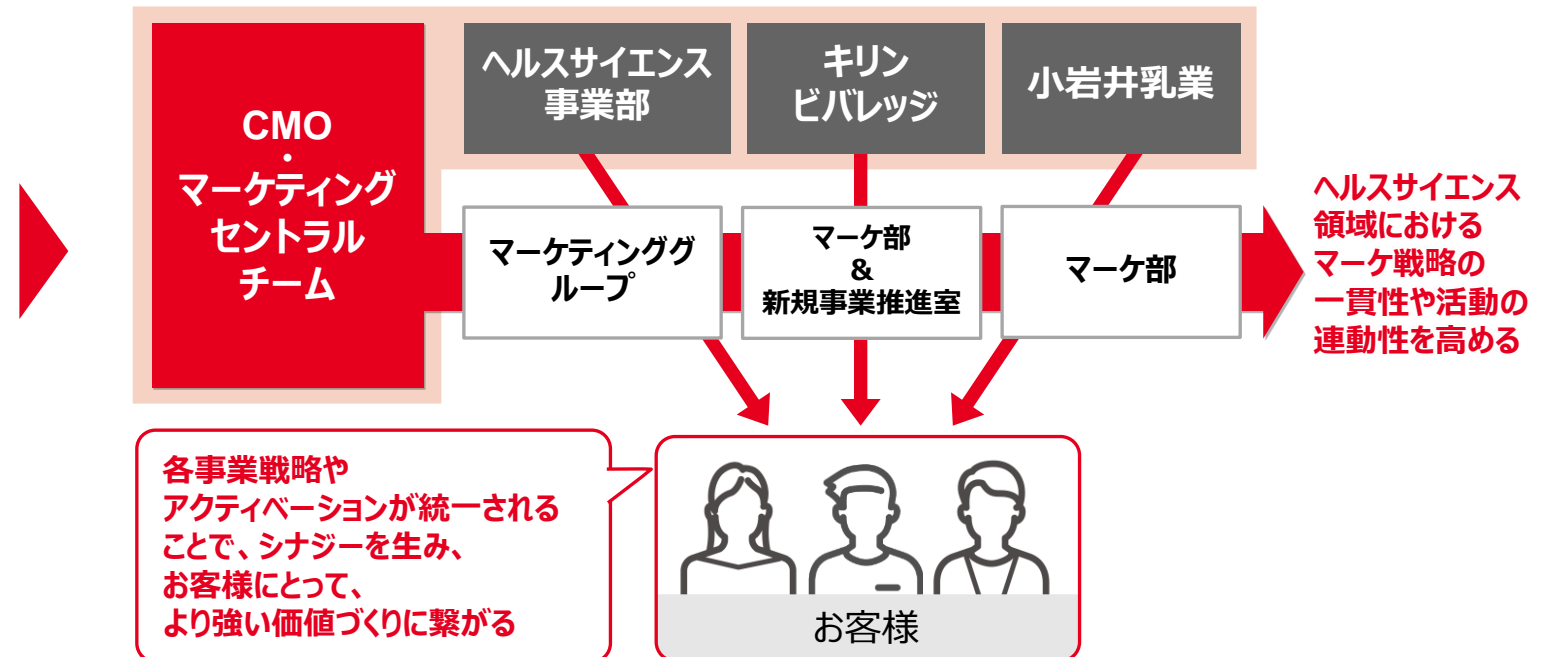 CMO
・
マーケティング
セントラル
チーム
ヘルスサイエンス
事業部
キリン
ビバレッジ
小岩井乳業
マーケティンググ
ループ
マーケ部
&
新規事業推進室
マーケ部
ヘルスサイエンス
領域における
マーケ戦略の
一貫性や活動の
連動性を高める
各事業戦略や
アクティベーションが統一される
ことで、シナジーを生み、
お客様にとって、
より強い価値づくりに繋がる
お客様